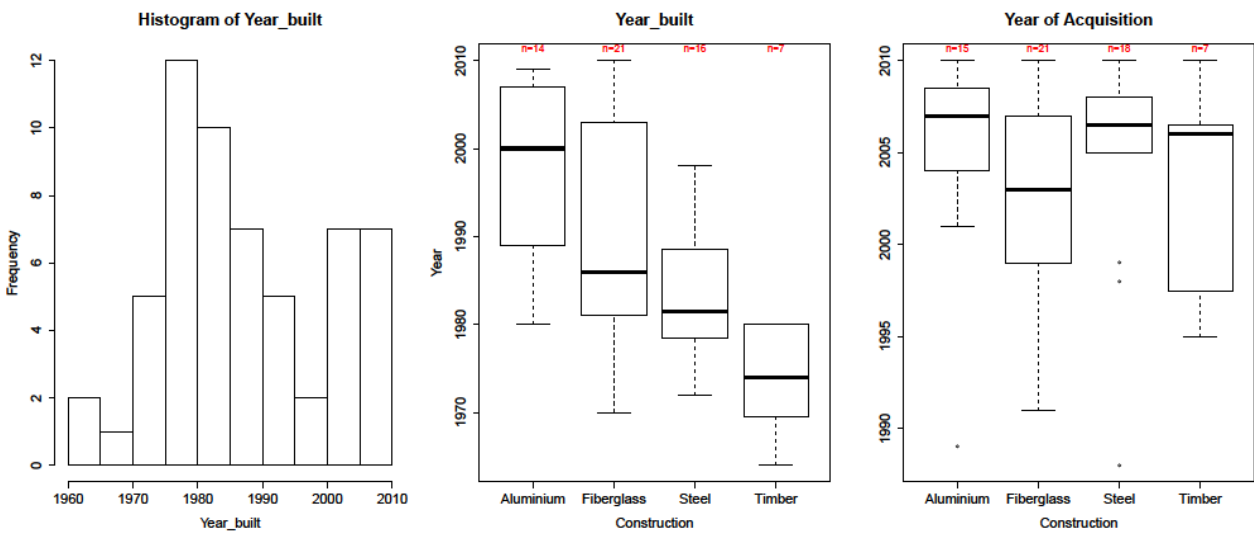 Histogram of Year_built
Frequency
12
10
8
6
4
2
0
1960 1970 1980 1990 2000 2010
Year_built
Year_built
n=14 n=21 n=16 n=7
Year
2010
2000
1990
1980
1970
Aluminium Fiberglass Steel Timber
Construction
Year of Acquisition
n=15 n=21 n=18 n=7
2010
2005
2000
1995
1990
Aluminium Fiberglass Steel Timber
Construction